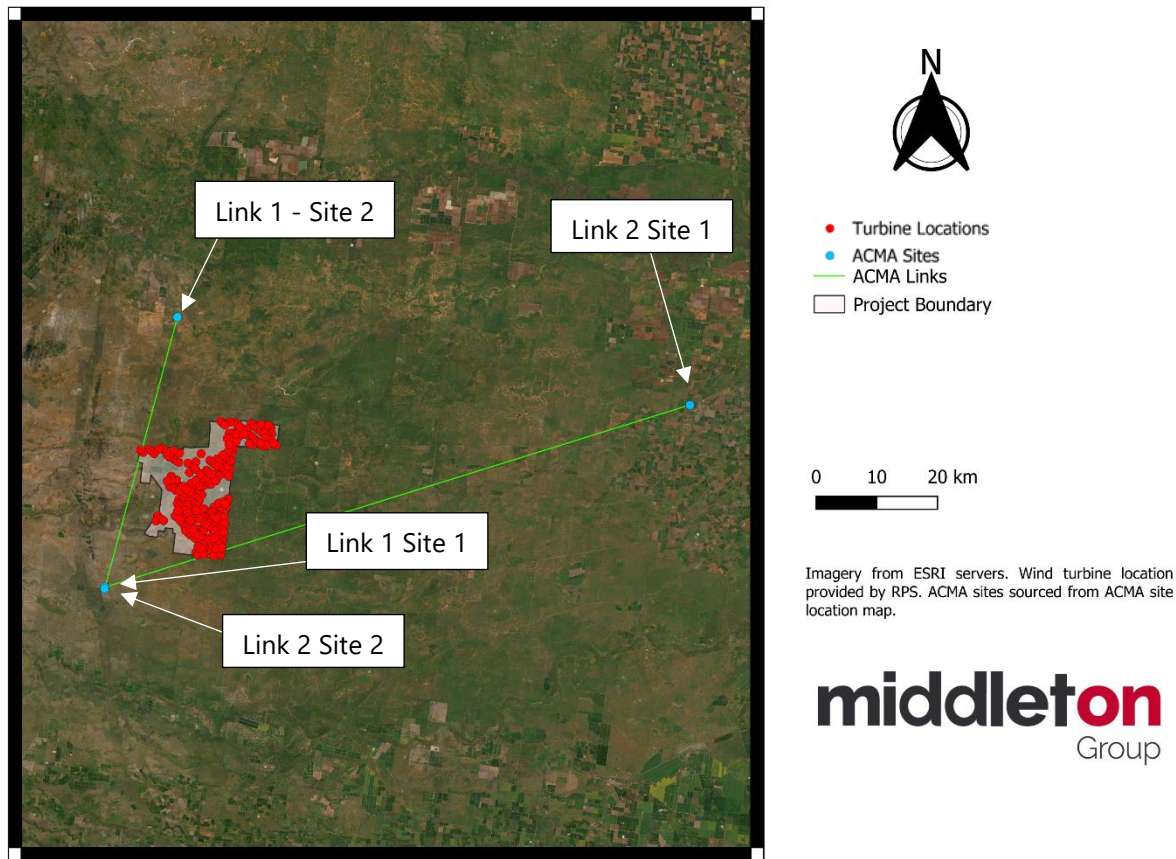 Link 1 - Site 2
Link 2 Site 1
Link 1 Site 1
Link 2 Site 2
N
Turbine Locations
ACMA Sites
ACMA Links
Project Boundary
0 10 20 km
Imagery from ESRI servers. Wind turbine location
provided by RPS. ACMA sites sourced from ACMA site
location map.
middleton
Group